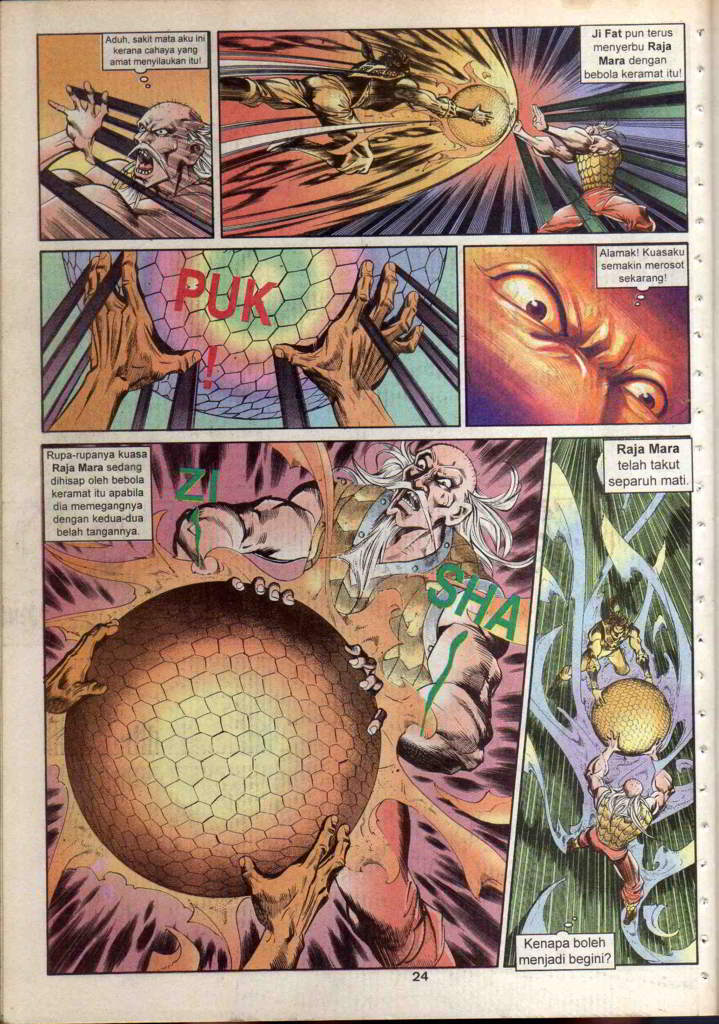 Aduh, sakit mata aku ini
kerana cahaya yang
amat menyilaukan itu!
Ji Fat pun terus
menyerbu Raja
Mara dengan
bebola keramat itu!
PUK
!
Alamak! Kuasaku
semakin merosot
sekarang!
Rupa-rupanya kuasa
Raja Mara sedang
dihisap oleh bebola
keramat itu apabila
dia memegangnya
dengan kedua-dua
belah tangannya.
ZI
SHA
Raja Mara
telah takut
separuh mati.
Kenapa boleh
menjadi begini?
24